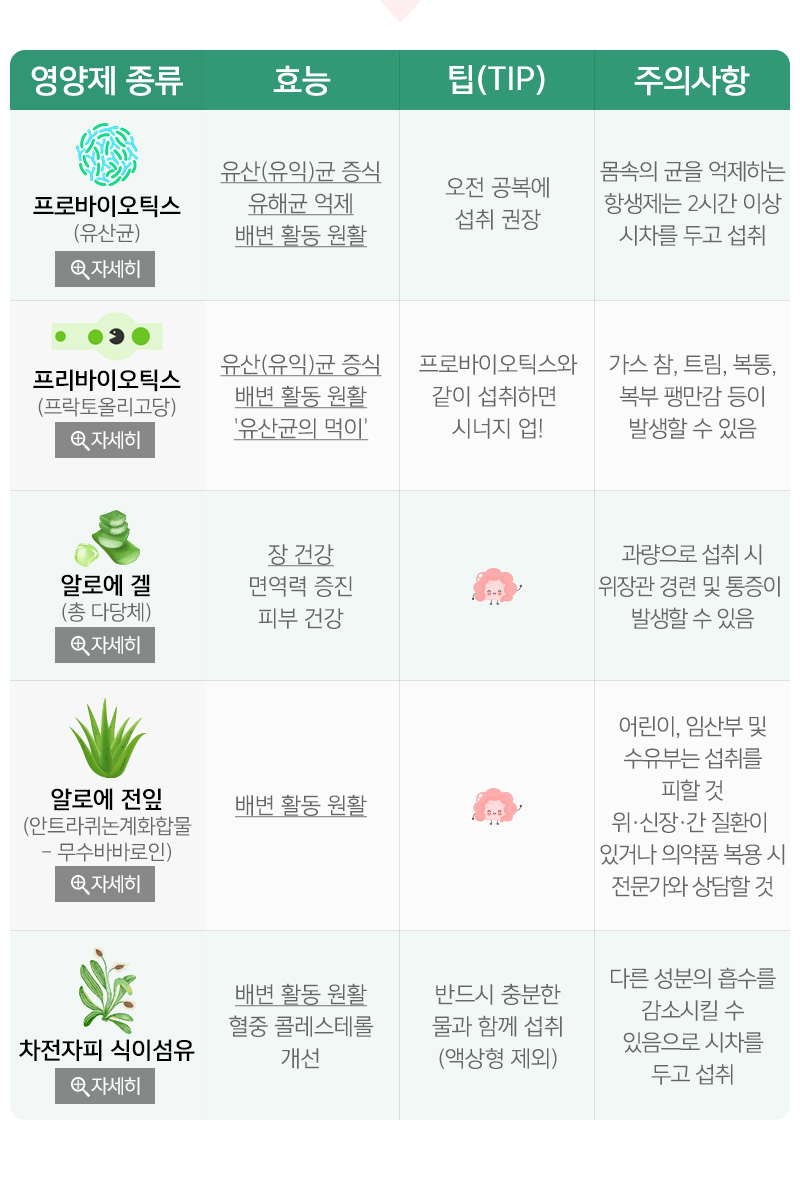 영양제 종류
효능
팁(TIP)
주의사항
프로바이오틱스
(유산균)
자세히
유산(유익)균 증식
유해균 억제
배변 활동 원활
오전 공복에
섭취 권장
몸속의 균을 억제하는
항생제는 2시간 이상
시차를 두고 섭취
프리바이오틱스
(프락토올리고당)
자세히
유산(유익)균 증식
배변 활동 원활
'유산균의 먹이'
프로바이오틱스와
같이 섭취하면
시너지 업!
가스 참, 트림, 복통,
복부 팽만감 등이
발생할 수 있음
알로에 겔
(총 다당체)
자세히
장 건강
면역력 증진
피부 건강
과량으로 섭취 시
위장관 경련 및 통증이
발생할 수 있음
알로에 전잎
(안트라퀴논계화합물
- 무수바바로인)
자세히
배변 활동 원활
어린이, 임산부 및
수유부는 섭취를
피할 것
위·신장·간 질환이
있거나 의약품 복용 시
전문가와 상담할 것
차전자피 식이섬유
자세히
배변 활동 원활
혈중 콜레스테롤
개선
반드시 충분한
물과 함께 섭취
(액상형 제외)
다른 성분의 흡수를
감소시킬 수
있음으로 시차를
두고 섭취